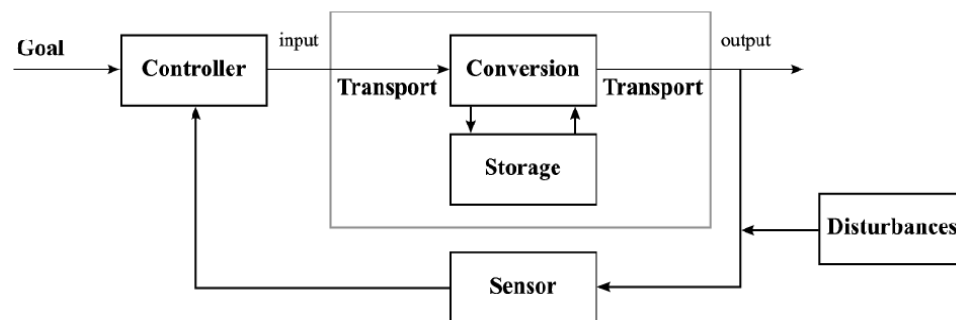 Goal
Controller
input
Transport
Conversion
Transport
output
Storage
Disturbances
Sensor